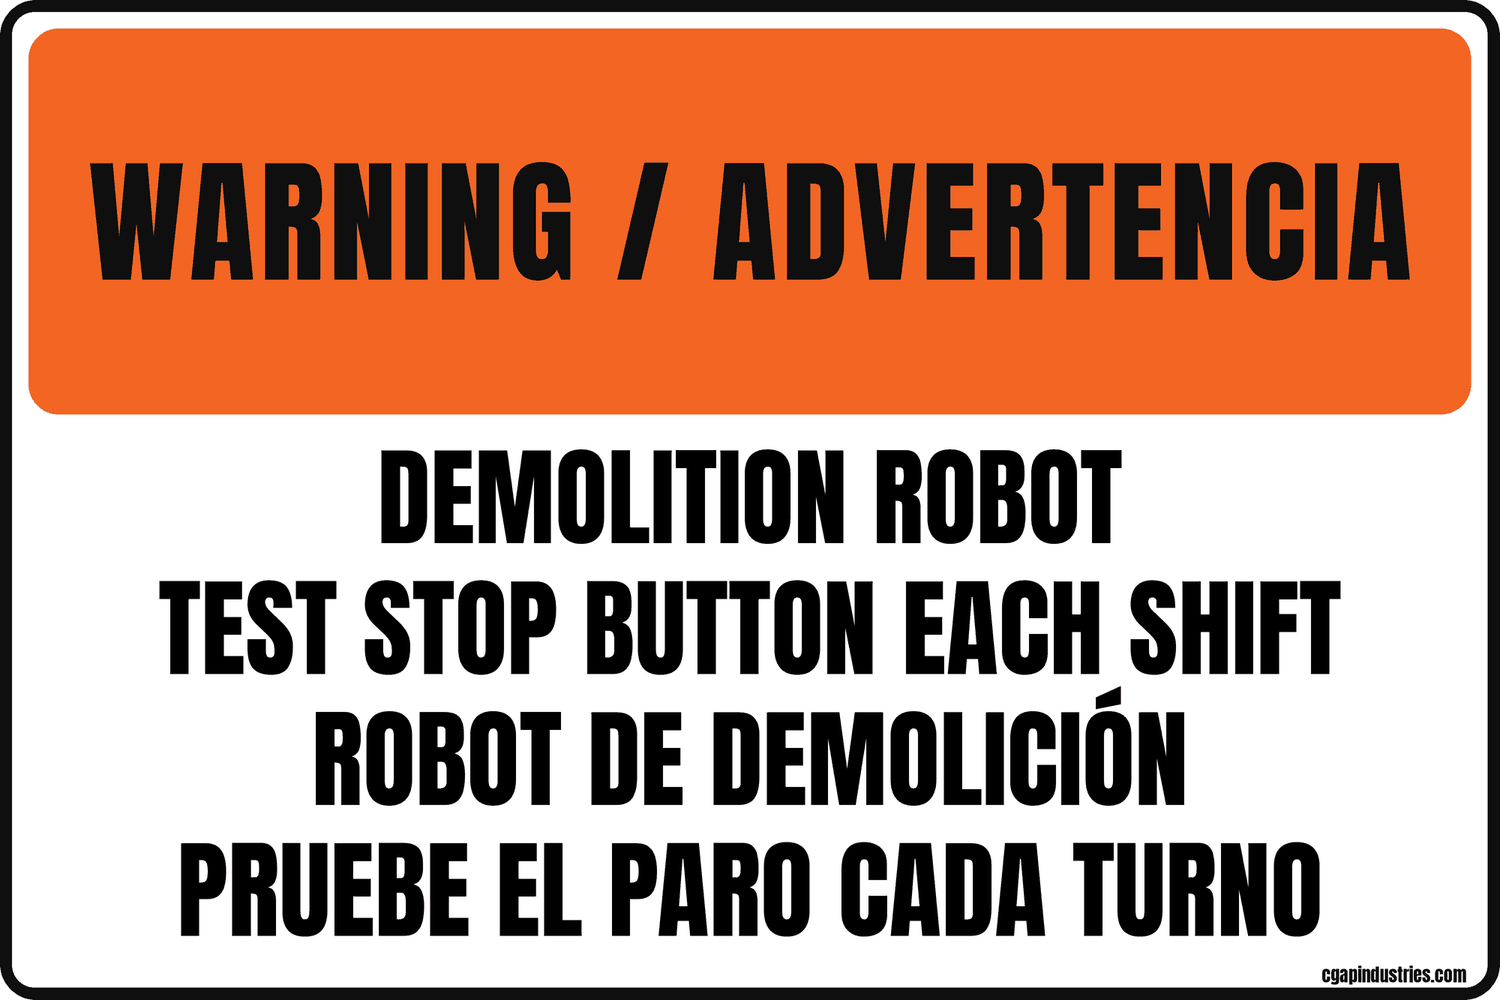 WARNING / ADVERTENCIA
DEMOLITION ROBOT
TEST STOP BUTTON EACH SHIFT
ROBOT DE DEMOLICIÓN
PRUEBE EL PARO CADA TURNO
cgapindustries.com